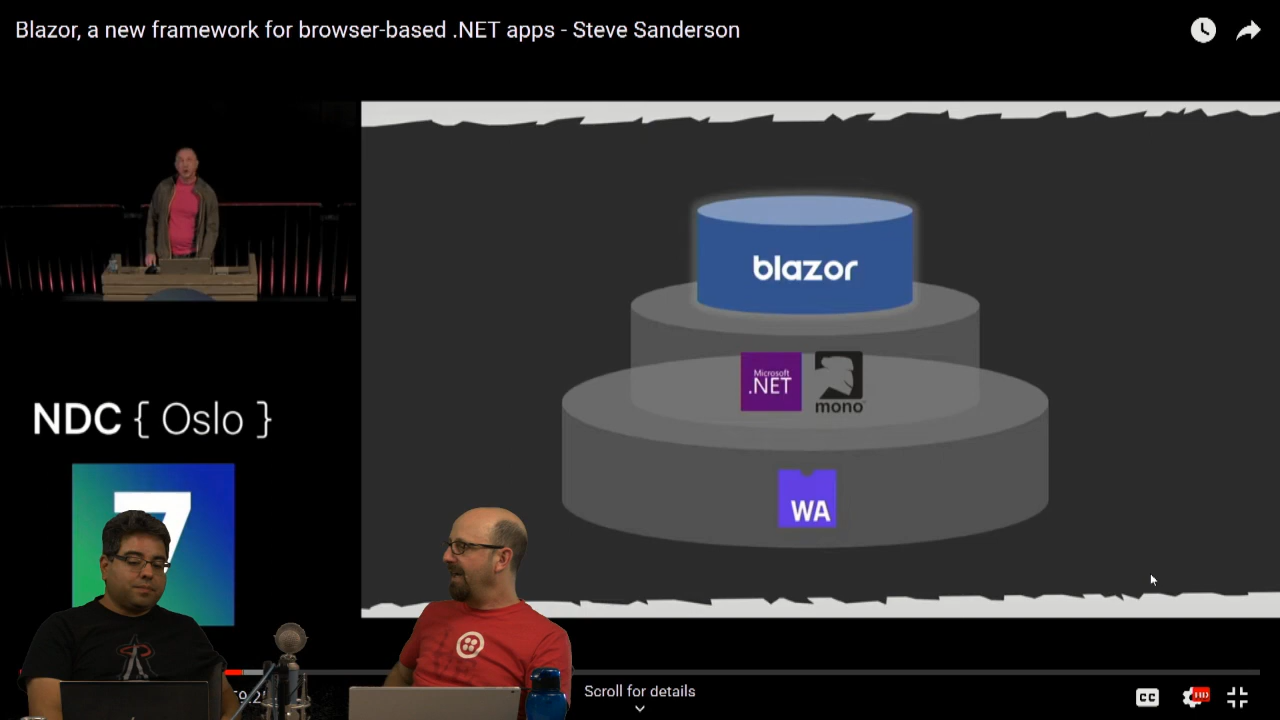 Blazor, a new framework for browser-based .NET apps - Steve Sanderson
blazor
Microsoft
.NET
mono
WA
NDC { Oslo }
7
Scroll for details
CC
HD